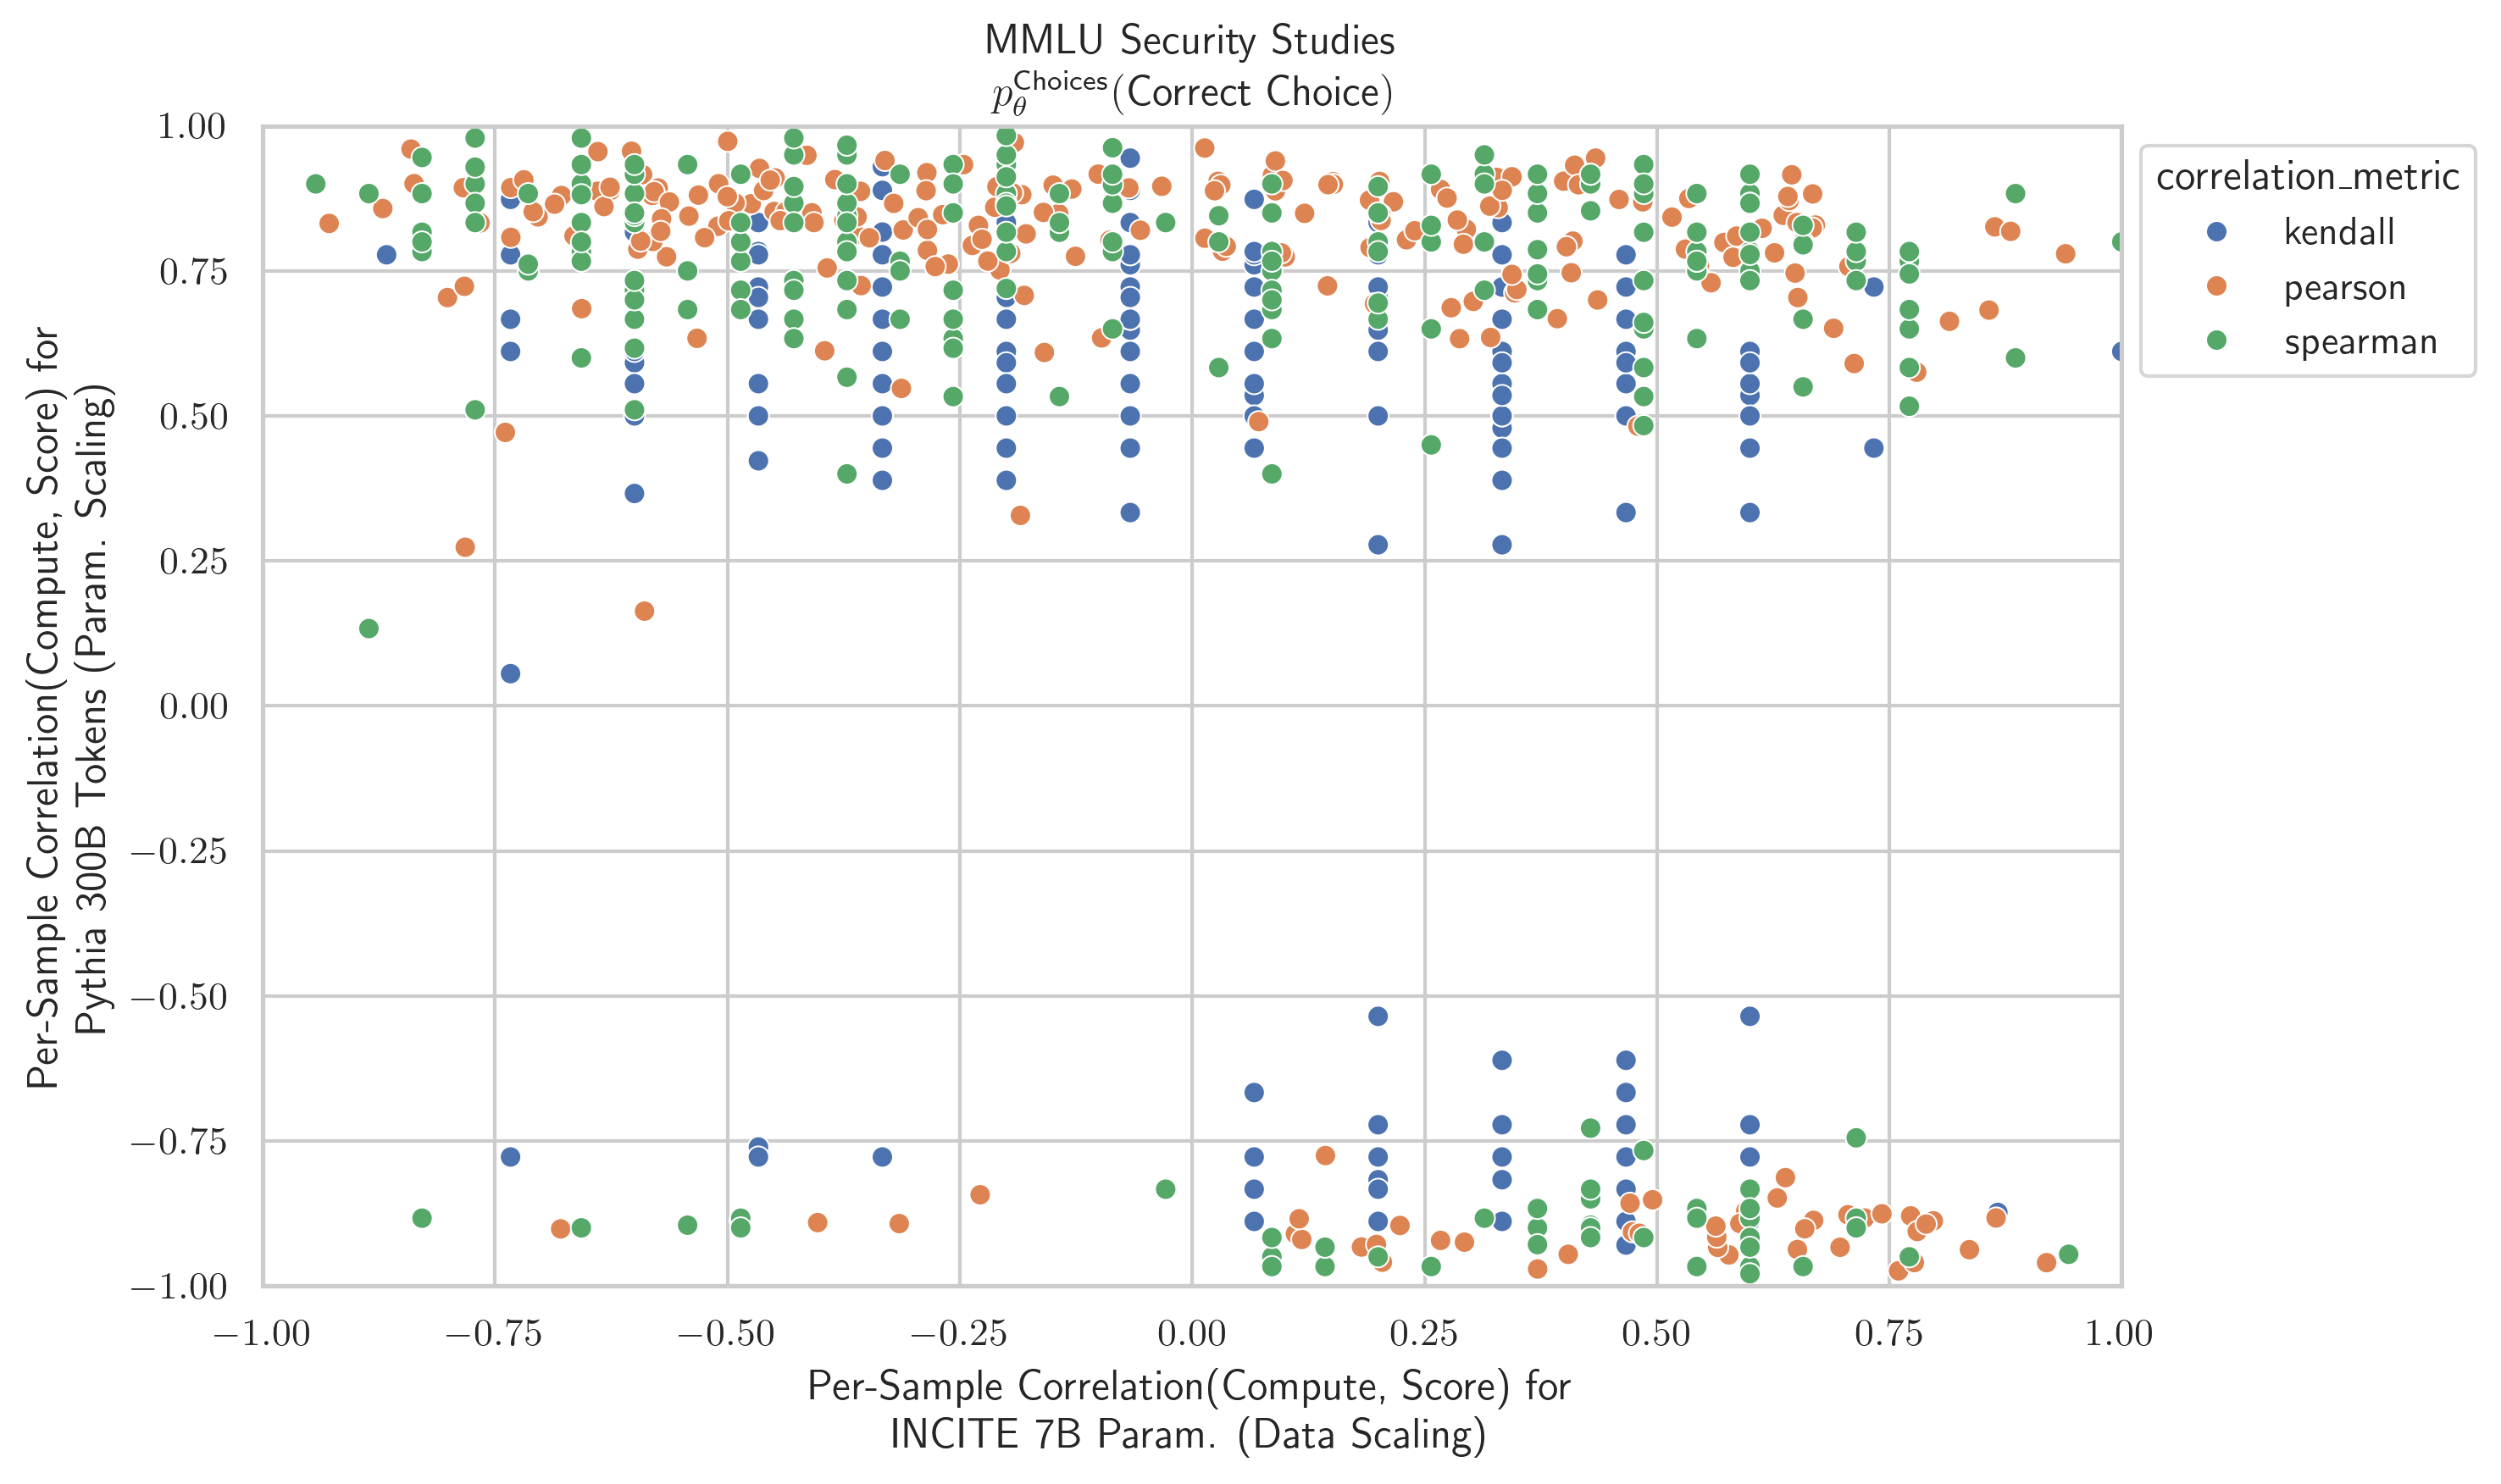 MMLU Security Studies
p_θ^Choices(Correct Choice)
Per-Sample Correlation(Compute, Score) for
Pythia 300B Tokens (Param. Scaling)
1.00
0.75
0.50
0.25
0.00
−0.25
−0.50
−0.75
−1.00
−1.00 −0.75 −0.50 −0.25 0.00 0.25 0.50 0.75 1.00
Per-Sample Correlation(Compute, Score) for
INCITE 7B Param. (Data Scaling)
correlation_metric
kendall
pearson
spearman